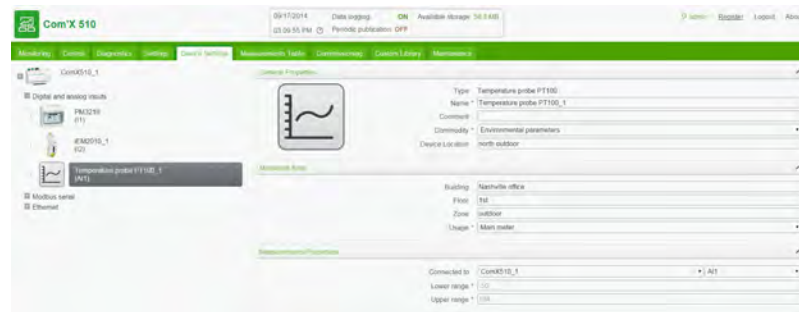 Com'X 510
09/17/2014 Data logging: ON Available storage: 56.8 MB
03:09:55 PM Periodic publication: OFF
admin Register Logout
Monitoring Control Diagnostics Settings Device Settings Measurements Table Commissioning Custom Library Maintenance
ComX510_1
Digital and analog inputs
PM3210
(I1)
iEM2010_1
(I2)
Temperature probe PT100_1
(AI1)
Modbus serial
Ethernet
General Properties
Type Temperature probe PT100
Name * Temperature probe PT100_1
Comment
Commodity * Environmental parameters
Device Location north outdoor
Monitored Area
Building Nashville office
Floor 1st
Zone outdoor
Usage * Main meter
Measurements Properties
Connected to ComX510_1 AI1
Lower range *
Upper range *